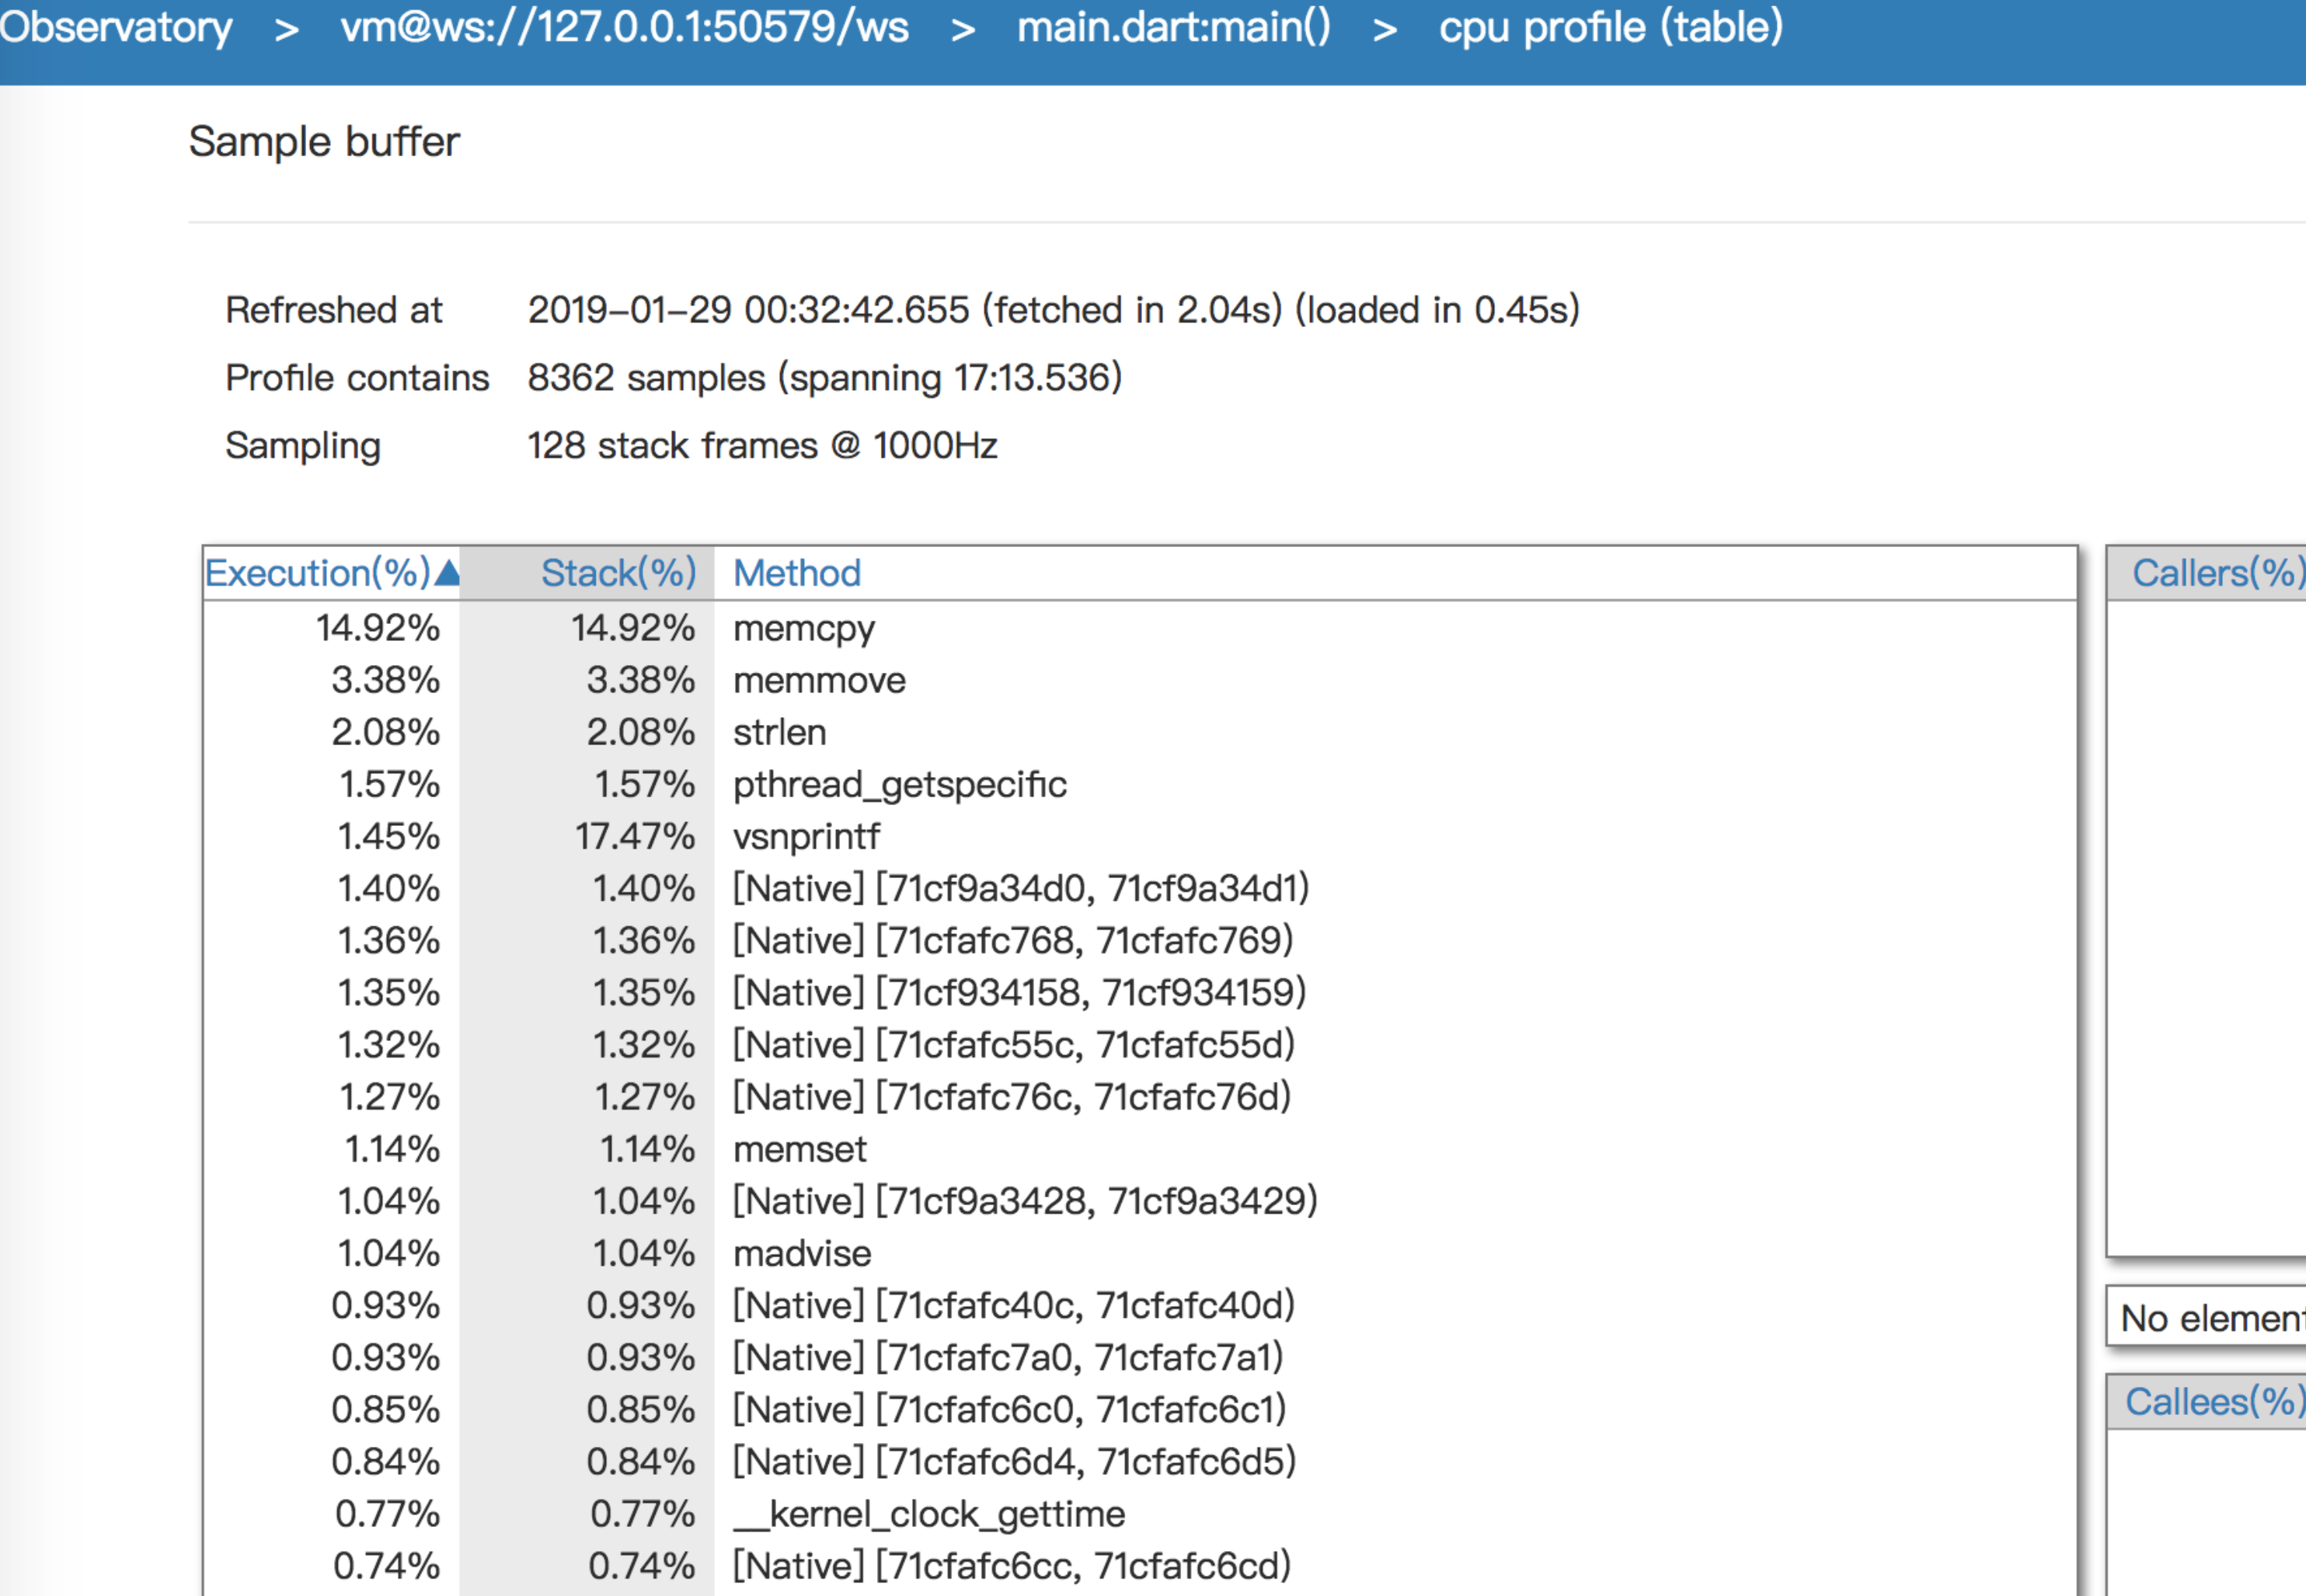 Observatory > vm@ws://127.0.0.1:50579/ws > main.dart:main() > cpu profile (table)
Sample buffer
Refreshed at 2019-01-29 00:32:42.655 (fetched in 2.04s) (loaded in 0.45s)
Profile contains 8362 samples (spanning 17:13.536)
Sampling 128 stack frames @ 1000Hz
Execution(%)▲ Stack(%) Method
14.92% 14.92% memcpy
3.38% 3.38% memmove
2.08% 2.08% strlen
1.57% 1.57% pthread_getspecific
1.45% 17.47% vsnprintf
1.40% 1.40% [Native] [71cf9a34d0, 71cf9a34d1)
1.36% 1.36% [Native] [71cfafc768, 71cfafc769)
1.35% 1.35% [Native] [71cf934158, 71cf934159)
1.32% 1.32% [Native] [71cfafc55c, 71cfafc55d)
1.27% 1.27% [Native] [71cfafc76c, 71cfafc76d)
1.14% 1.14% memset
1.04% 1.04% [Native] [71cf9a3428, 71cf9a3429)
1.04% 1.04% madvise
0.93% 0.93% [Native] [71cfafc40c, 71cfafc40d)
0.93% 0.93% [Native] [71cfafc7a0, 71cfafc7a1)
0.85% 0.85% [Native] [71cfafc6c0, 71cfafc6c1)
0.84% 0.84% [Native] [71cfafc6d4, 71cfafc6d5)
0.77% 0.77% __kernel_clock_gettime
0.74% 0.74% [Native] [71cfafc6cc, 71cfafc6cd)
Callers(%)
No element
Callees(%)